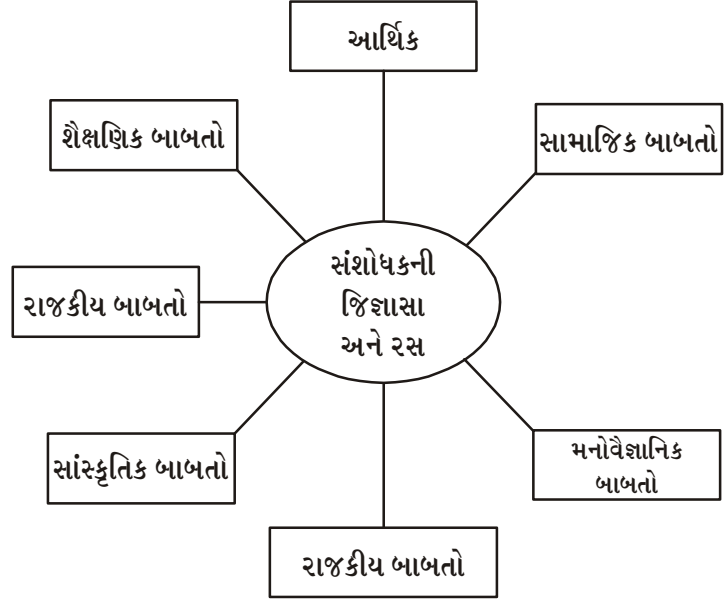 આર્થિક
શૈક્ષણિક બાબતો
સામાજિક બાબતો
સંશોધકની
જિજ્ઞાસા
અને રસ
રાજકીય બાબતો
સાંસ્કૃતિક બાબતો
મનોવૈજ્ઞાનિક
બાબતો
રાજકીય બાબતો